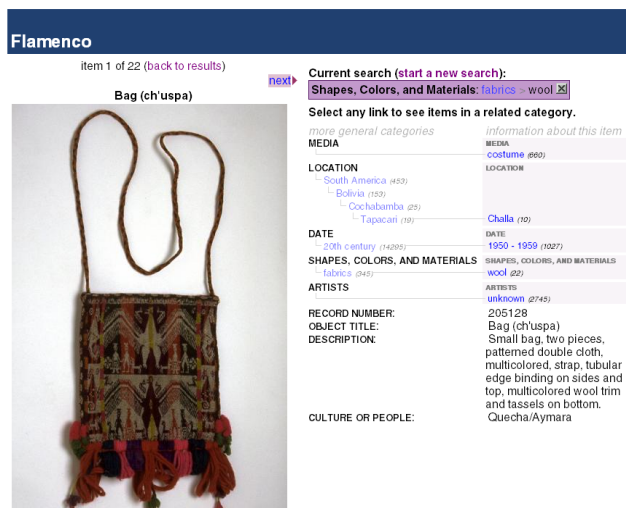 Flamenco
item 1 of 22 (back to results)
next
Bag (ch'uspa)
Current search (start a new search):
Shapes, Colors, and Materials: fabrics > wool
Select any link to see items in a related category.
more general categories
information about this item
MEDIA
MEDIA
costume (660)
LOCATION
LOCATION
South America (453)
Bolivia (153)
Cochabamba (25)
Tapacari (19)
Challa (10)
DATE
DATE
20th century (14295)
1950 - 1959 (1027)
SHAPES, COLORS, AND MATERIALS
SHAPES, COLORS, AND MATERIALS
fabrics (345)
wool (22)
ARTISTS
ARTISTS
unknown (2745)
RECORD NUMBER: 205128
OBJECT TITLE: Bag (ch'uspa)
DESCRIPTION: Small bag, two pieces,
patterned double cloth,
multicolored, strap, tubular
edge binding on sides and
top, multicolored wool trim
and tassels on bottom.
CULTURE OR PEOPLE: Quecha/Aymara